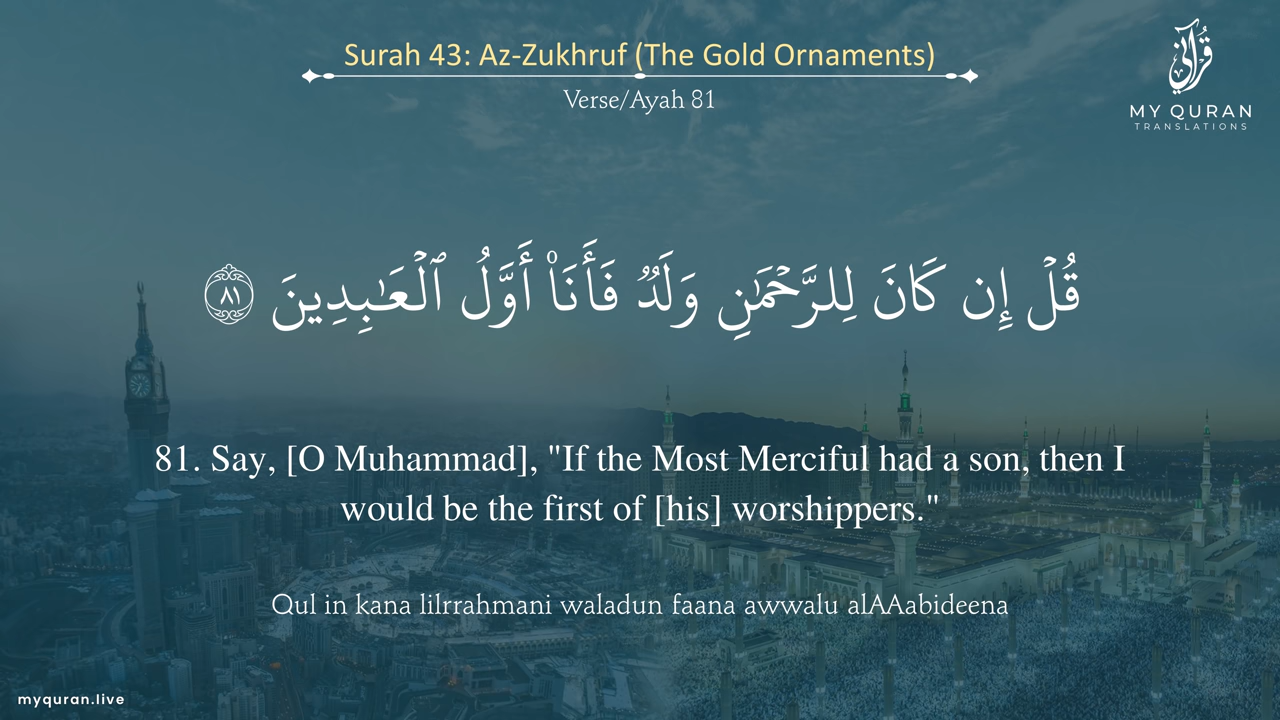 Surah 43: Az-Zukhruf (The Gold Ornaments)
Verse/Ayah 81
قرآني
MY QURAN
TRANSLATIONS
قُلۡ إِن كَانَ لِلرَّحۡمَٰنِ وَلَدٞ فَأَنَا۠ أَوَّلُ ٱلۡعَٰبِدِينَ ٨١
81. Say, [O Muhammad], "If the Most Merciful had a son, then I
would be the first of [his] worshippers."
Qul in kana lilrrahmani waladun faana awwalu alAAabideena
myquran.live